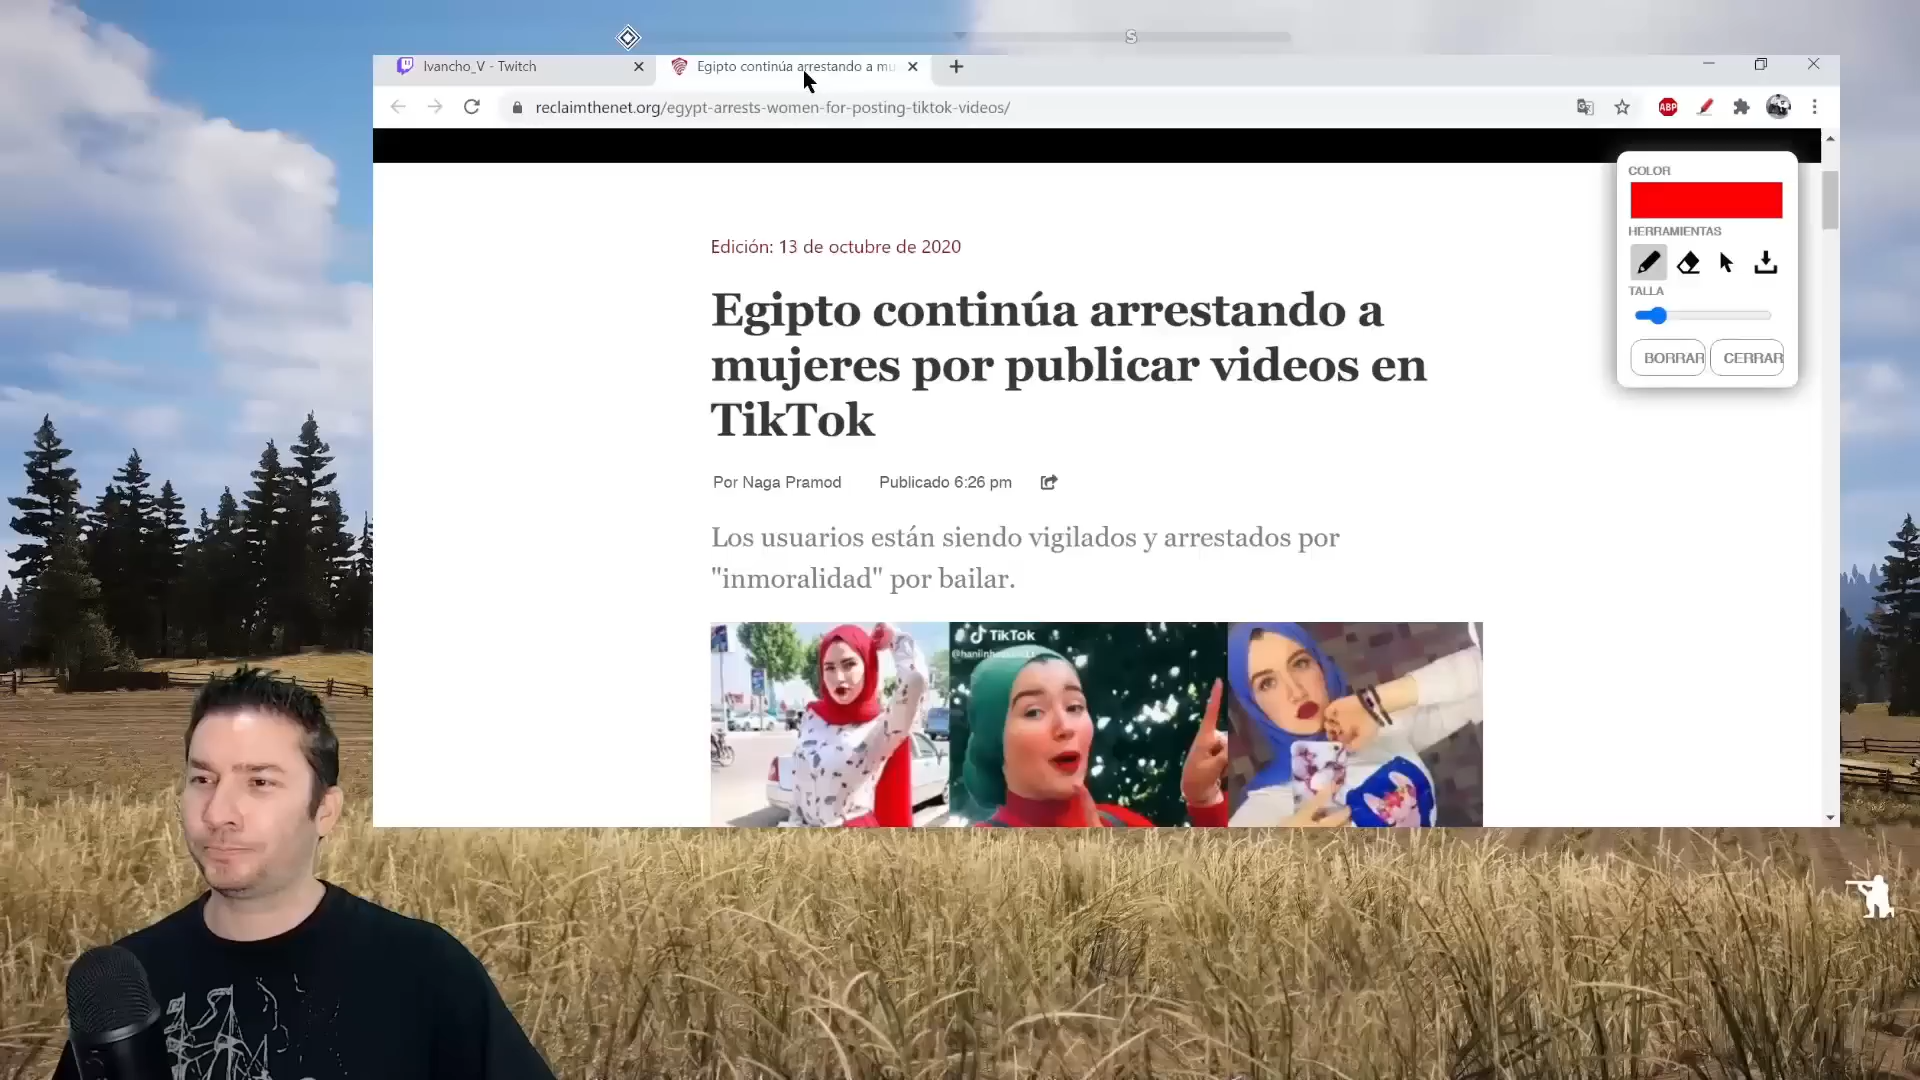 S
Ivancho_V - Twitch
Egipto continúa arrestando a mu
reclaimthenet.org/egypt-arrests-women-for-posting-tiktok-videos/
ABP
COLOR
HERRAMIENTAS
TALLA
BORRAR
CERRAR
Edición: 13 de octubre de 2020
Egipto continúa arrestando a
mujeres por publicar videos en
TikTok
Por Naga Pramod
Publicado 6:26 pm
Los usuarios están siendo vigilados y arrestados por
"inmoralidad" por bailar.
TikTok